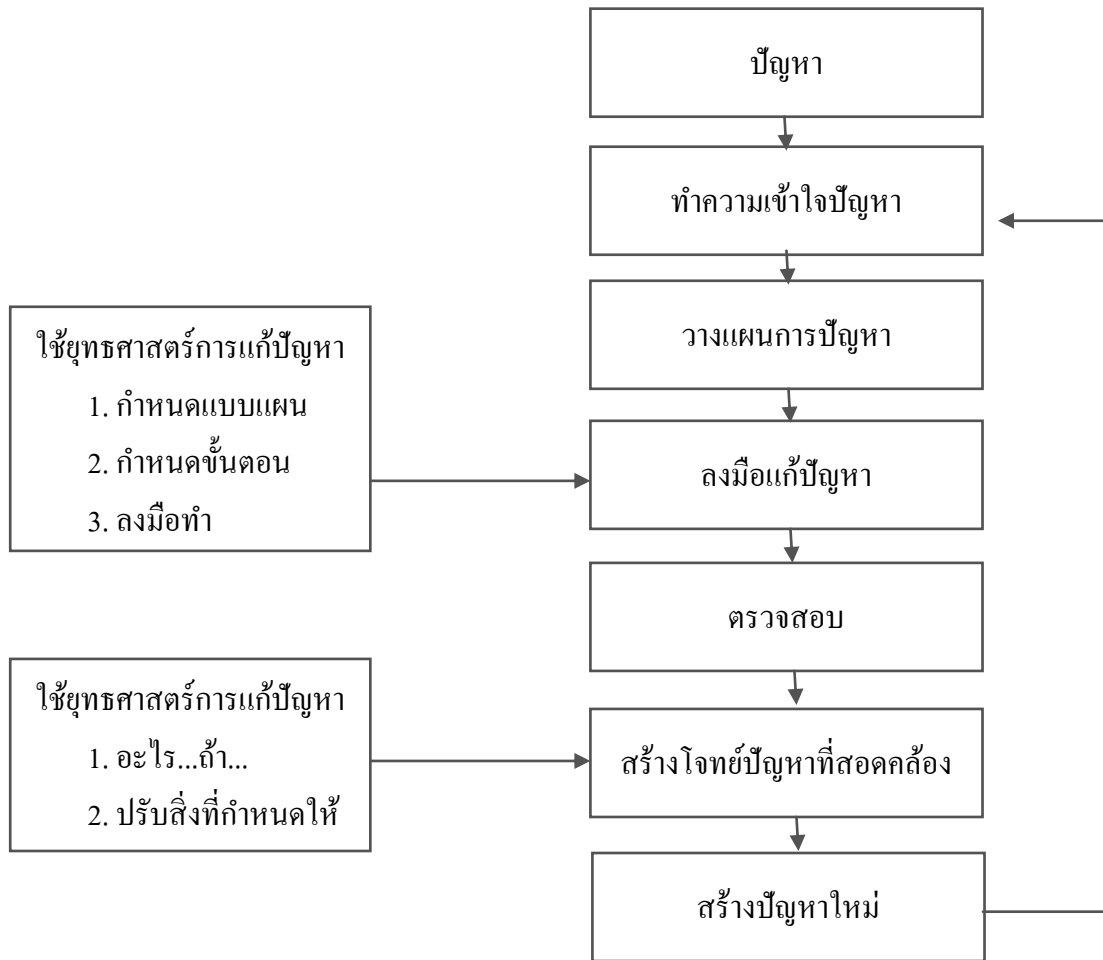 ปัญหา
ทำความเข้าใจปัญหา
วางแผนการปัญหา
ใช้ยุทธศาสตร์การแก้ปัญหา
1. กำหนดแบบแผน
2. กำหนดขั้นตอน
3. ลงมือทำ
ลงมือแก้ปัญหา
ตรวจสอบ
ใช้ยุทธศาสตร์การแก้ปัญหา
1. อะไร...ถ้า...
2. ปรับสิ่งที่กำหนดให้
สร้างโจทย์ปัญหาที่สอดคล้อง
สร้างปัญหาใหม่